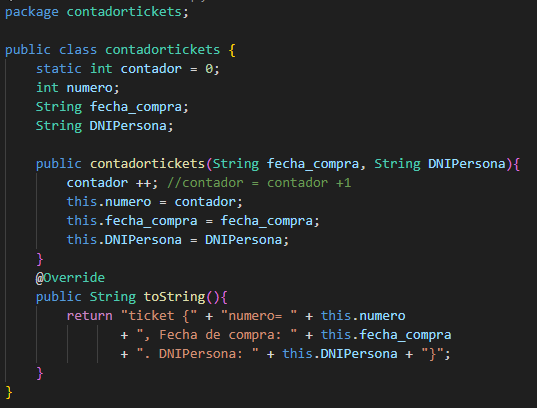 package contadortickets;
public class contadortickets {
static int contador = 0;
int numero;
String fecha_compra;
String DNIPersona;
public contadortickets(String fecha_compra, String DNIPersona){
contador ++; //contador = contador +1
this.numero = contador;
this.fecha_compra = fecha_compra;
this.DNIPersona = DNIPersona;
}
@Override
public String toString(){
return "ticket {" + "numero= " + this.numero
+ ", Fecha de compra: " + this.fecha_compra
+ ". DNIPersona: " + this.DNIPersona + "}";
}
}